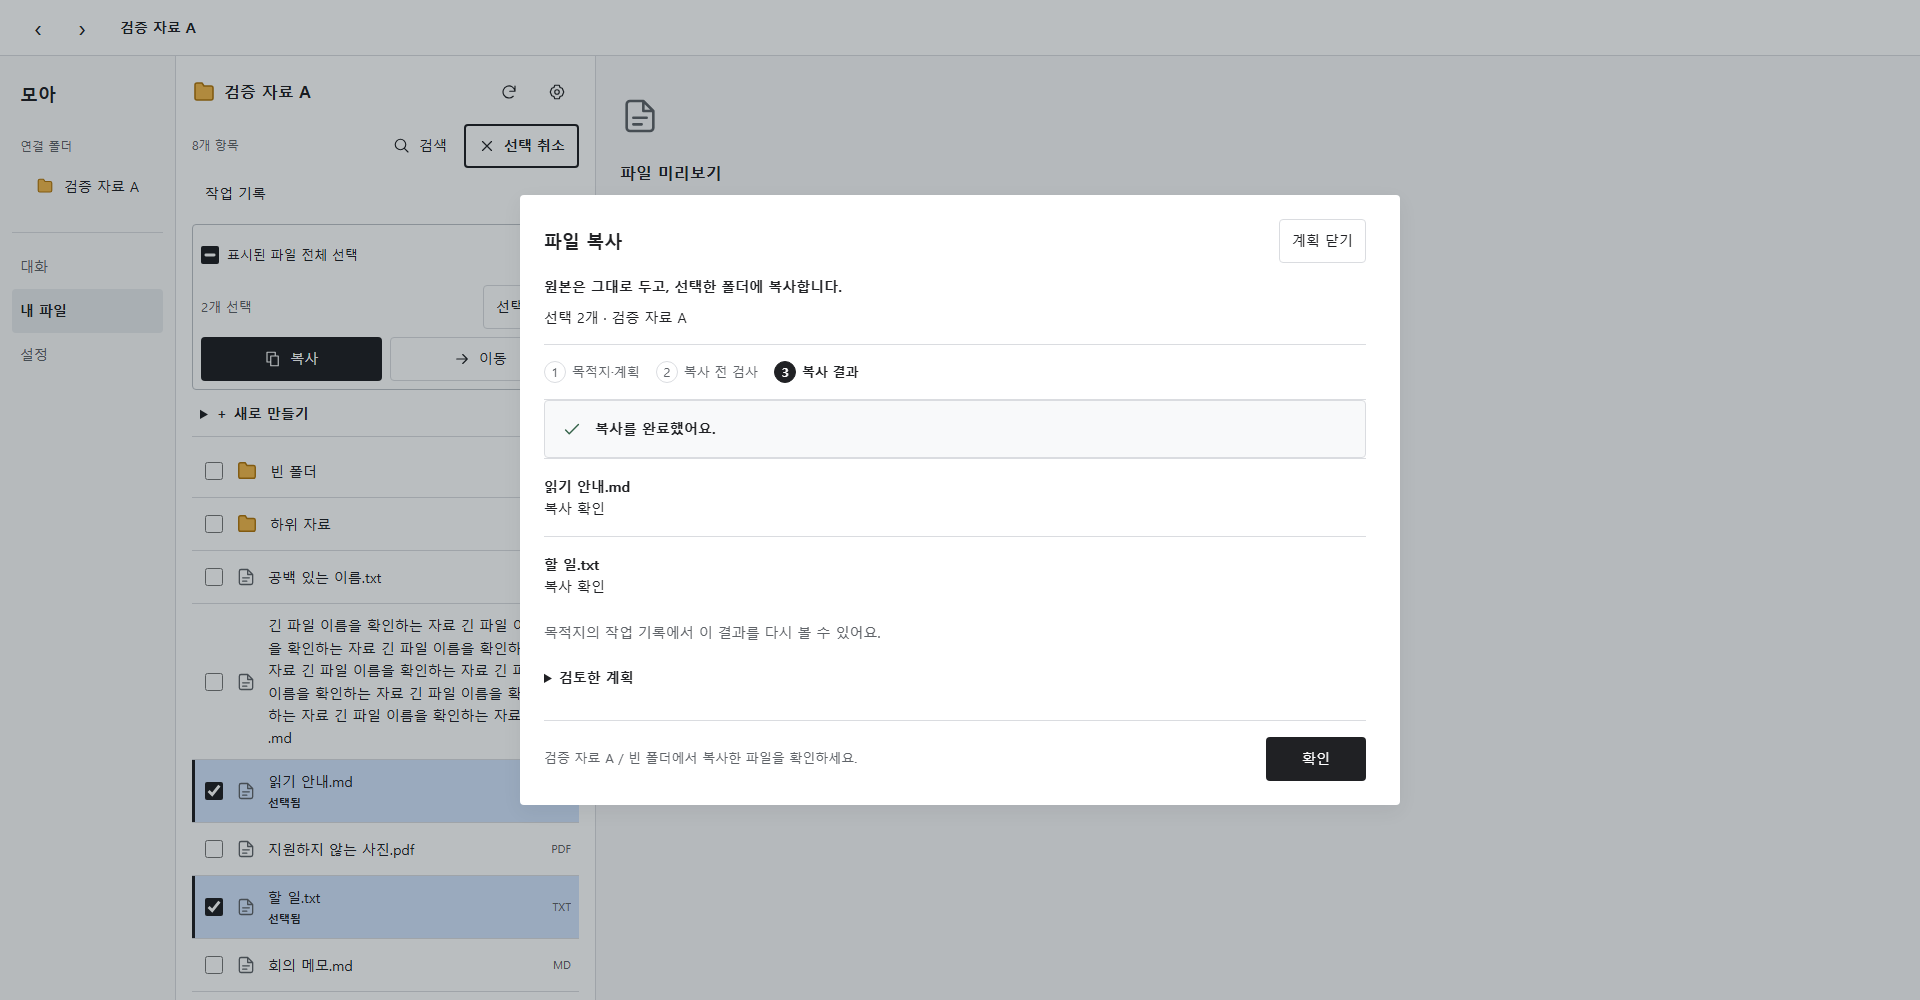 검증 자료 A
모아
연결 폴더
검증 자료 A
대화
내 파일
설정
검증 자료 A
8개 항목
검색
선택 취소
작업 기록
표시된 파일 전체 선택
2개 선택
선택
복사
이동
+ 새로 만들기
빈 폴더
하위 자료
공백 있는 이름.txt
긴 파일 이름을 확인하는 자료 긴 파일
을 확인하는 자료 긴 파일 이름을 확인하
자료 긴 파일 이름을 확인하는 자료 긴
이름을 확인하는 자료 긴 파일 이름을 확
하는 자료 긴 파일 이름을 확인하는 자료
.md
읽기 안내.md
선택됨
지원하지 않는 사진.pdf
PDF
할 일.txt
선택됨
TXT
회의 메모.md
MD
파일 미리보기
파일 복사
계획 닫기
원본은 그대로 두고, 선택한 폴더에 복사합니다.
선택 2개 · 검증 자료 A
1 목적지·계획
2 복사 전 검사
3 복사 결과
복사를 완료했어요.
읽기 안내.md
복사 확인
할 일.txt
복사 확인
목적지의 작업 기록에서 이 결과를 다시 볼 수 있어요.
검토한 계획
검증 자료 A / 빈 폴더에서 복사한 파일을 확인하세요.
확인